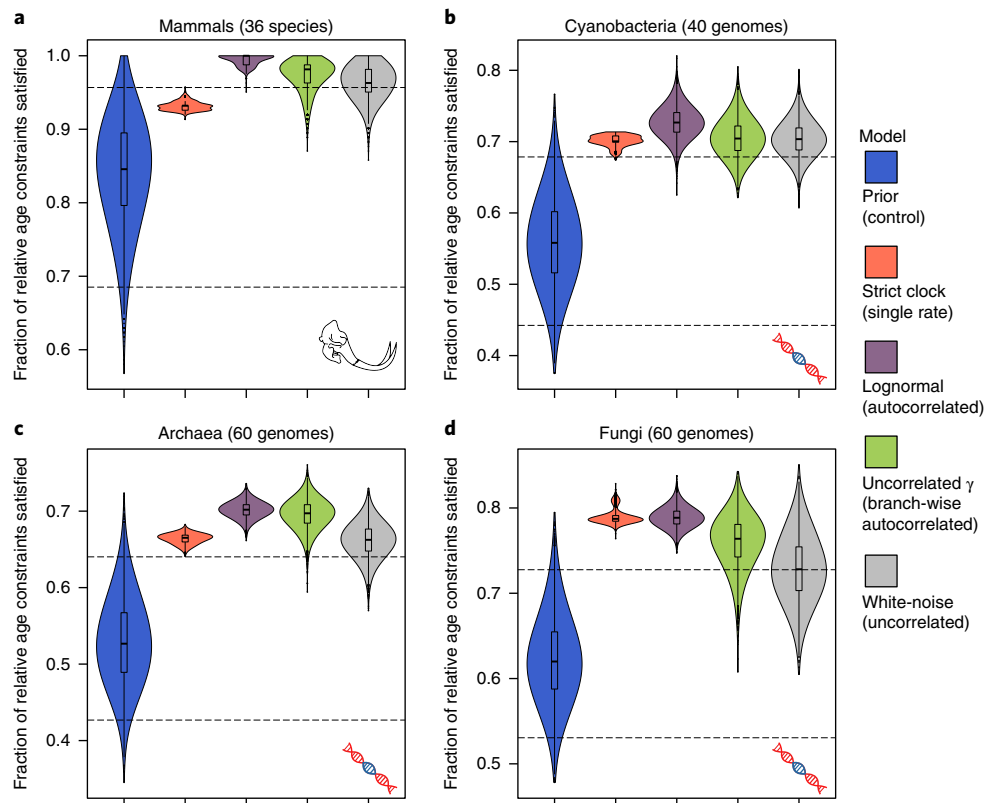 a
Mammals (36 species)
Fraction of relative age constraints satisfied
1.0
0.9
0.8
0.7
0.6
b
Cyanobacteria (40 genomes)
Fraction of relative age constraints satisfied
0.8
0.7
0.6
0.5
0.4
c
Archaea (60 genomes)
Fraction of relative age constraints satisfied
0.7
0.6
0.5
0.4
d
Fungi (60 genomes)
Fraction of relative age constraints satisfied
0.8
0.7
0.6
0.5
Model
Prior
(control)
Strict clock
(single rate)
Lognormal
(autocorrelated)
Uncorrelated γ
(branch-wise
autocorrelated)
White-noise
(uncorrelated)